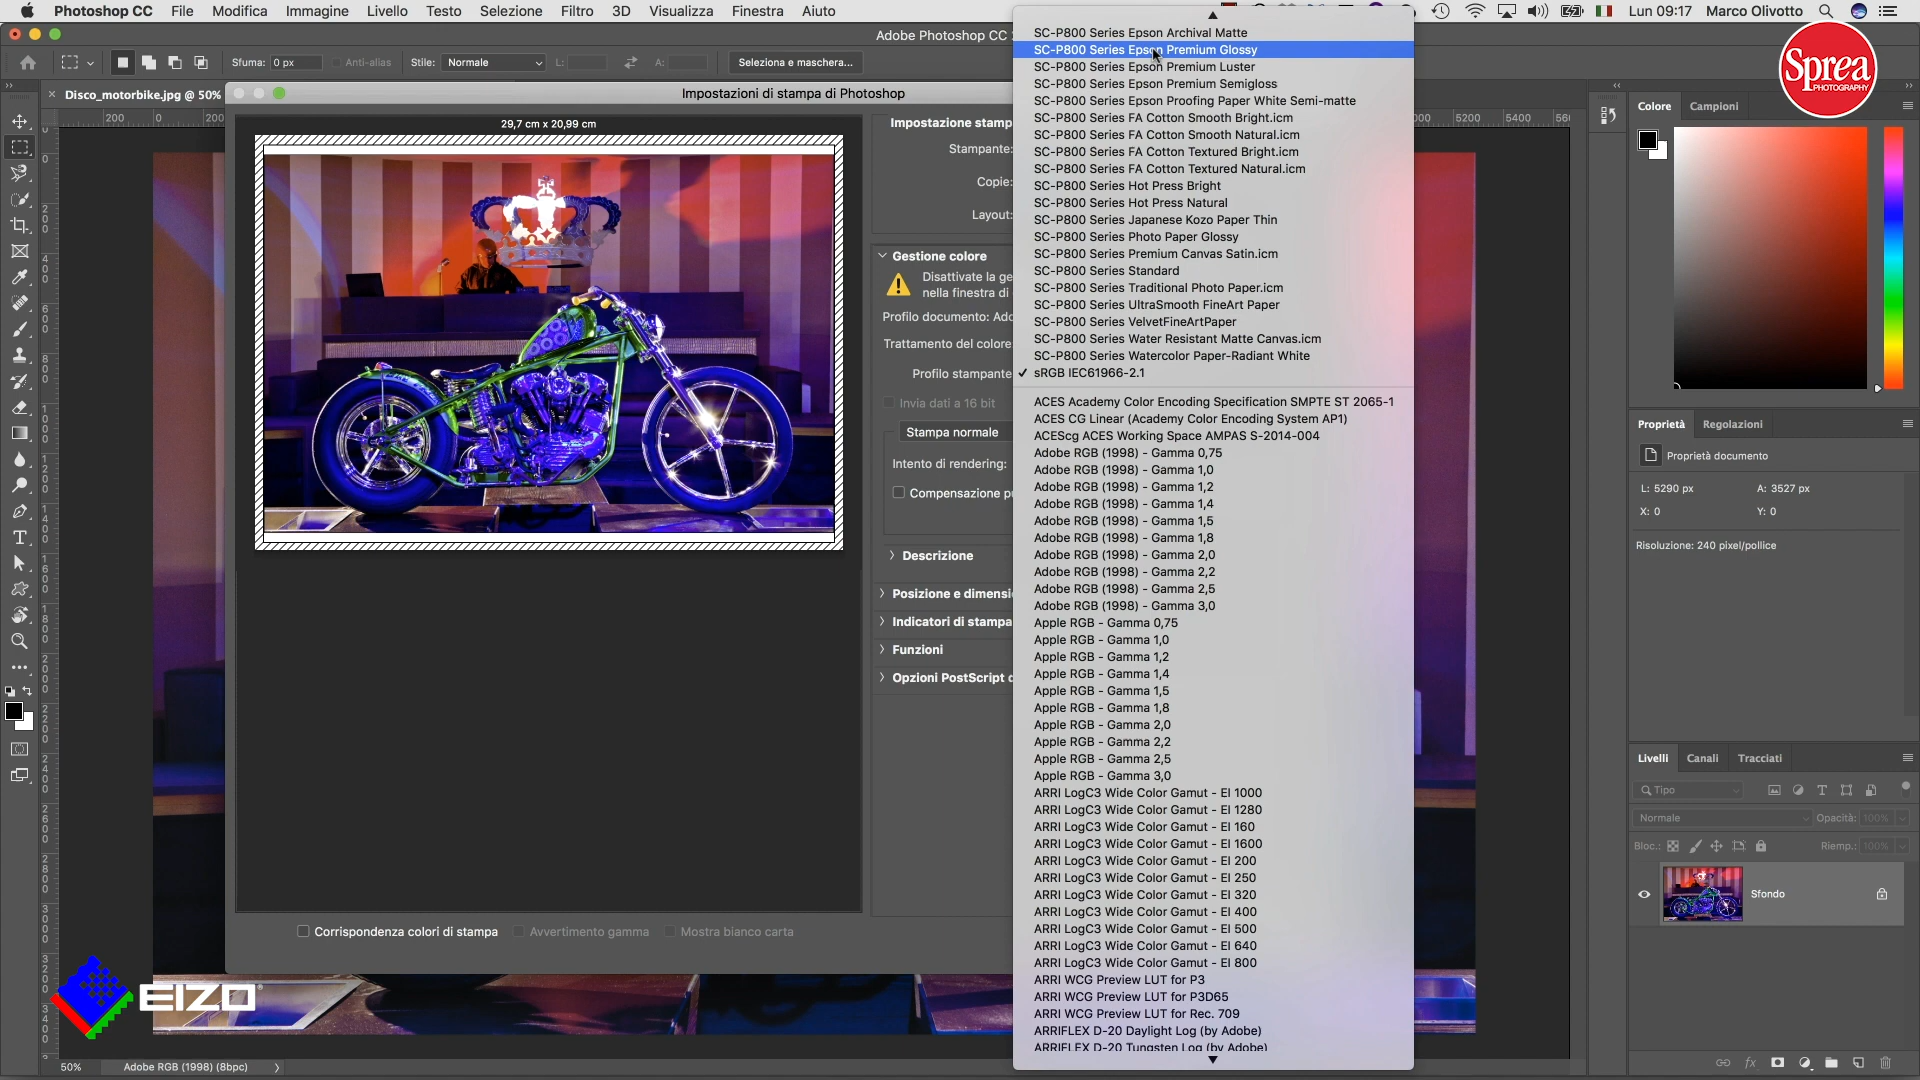 Photoshop CC File Modifica Immagine Livello Testo Selezione Filtro 3D Visualizza Finestra Aiuto
Lun 09:17 Marco Olivotto
Adobe Photoshop CC
Sfuma: 0 px Anti-alias Stile: Normale L: A: Seleziona e maschera...
Disco_motorbike.jpg @ 50%
Impostazioni di stampa di Photoshop
29,7 cm x 20,99 cm
Impostazione stamp
Stampante:
Copie:
Layout:
Gestione colore
Disattivate la ge
nella finestra di
Profilo documento: Ado
Trattamento del colore
Profilo stampante
Invia dati a 16 bit
Stampa normale
Intento di rendering:
Compensazione pu
Descrizione
Posizione e dimensi
Indicatori di stampa
Funzioni
Opzioni PostScript d
Corrispondenza colori di stampa Avvertimento gamma Mostra bianco carta
SC-P800 Series Epson Archival Matte
SC-P800 Series Epson Premium Glossy
SC-P800 Series Epson Premium Luster
SC-P800 Series Epson Premium Semigloss
SC-P800 Series Epson Proofing Paper White Semi-matte
SC-P800 Series FA Cotton Smooth Bright.icm
SC-P800 Series FA Cotton Smooth Natural.icm
SC-P800 Series FA Cotton Textured Bright.icm
SC-P800 Series FA Cotton Textured Natural.icm
SC-P800 Series Hot Press Bright
SC-P800 Series Hot Press Natural
SC-P800 Series Japanese Kozo Paper Thin
SC-P800 Series Photo Paper Glossy
SC-P800 Series Premium Canvas Satin.icm
SC-P800 Series Standard
SC-P800 Series Traditional Photo Paper.icm
SC-P800 Series UltraSmooth FineArt Paper
SC-P800 Series VelvetFineArtPaper
SC-P800 Series Water Resistant Matte Canvas.icm
SC-P800 Series Watercolor Paper-Radiant White
✓ sRGB IEC61966-2.1
ACES Academy Color Encoding Specification SMPTE ST 2065-1
ACES CG Linear (Academy Color Encoding System AP1)
ACEScg ACES Working Space AMPAS S-2014-004
Adobe RGB (1998) - Gamma 0,75
Adobe RGB (1998) - Gamma 1,0
Adobe RGB (1998) - Gamma 1,2
Adobe RGB (1998) - Gamma 1,4
Adobe RGB (1998) - Gamma 1,5
Adobe RGB (1998) - Gamma 1,8
Adobe RGB (1998) - Gamma 2,0
Adobe RGB (1998) - Gamma 2,2
Adobe RGB (1998) - Gamma 2,5
Adobe RGB (1998) - Gamma 3,0
Apple RGB - Gamma 0,75
Apple RGB - Gamma 1,0
Apple RGB - Gamma 1,2
Apple RGB - Gamma 1,4
Apple RGB - Gamma 1,5
Apple RGB - Gamma 1,8
Apple RGB - Gamma 2,0
Apple RGB - Gamma 2,2
Apple RGB - Gamma 2,5
Apple RGB - Gamma 3,0
ARRI LogC3 Wide Color Gamut - EI 1000
ARRI LogC3 Wide Color Gamut - EI 1280
ARRI LogC3 Wide Color Gamut - EI 160
ARRI LogC3 Wide Color Gamut - EI 1600
ARRI LogC3 Wide Color Gamut - EI 200
ARRI LogC3 Wide Color Gamut - EI 250
ARRI LogC3 Wide Color Gamut - EI 320
ARRI LogC3 Wide Color Gamut - EI 400
ARRI LogC3 Wide Color Gamut - EI 500
ARRI LogC3 Wide Color Gamut - EI 640
ARRI LogC3 Wide Color Gamut - EI 800
ARRI WCG Preview LUT for P3
ARRI WCG Preview LUT for P3D65
ARRI WCG Preview LUT for Rec. 709
ARRIFLEX D-20 Daylight Log (by Adobe)
ARRIFLEX D-20 Tungsten Log (by Adobe)
Sprea
PHOTOGRAPHY
Colore Campioni
Proprietà Regolazioni
Proprietà documento
L: 5290 px A: 3527 px
X: 0 Y: 0
Risoluzione: 240 pixel/pollice
Livelli Canali Tracciati
Tipo
Normale Opacità: 100%
Bloc.: Riemp.: 100%
Sfondo
EIZO
50% Adobe RGB (1998) (8bpc)